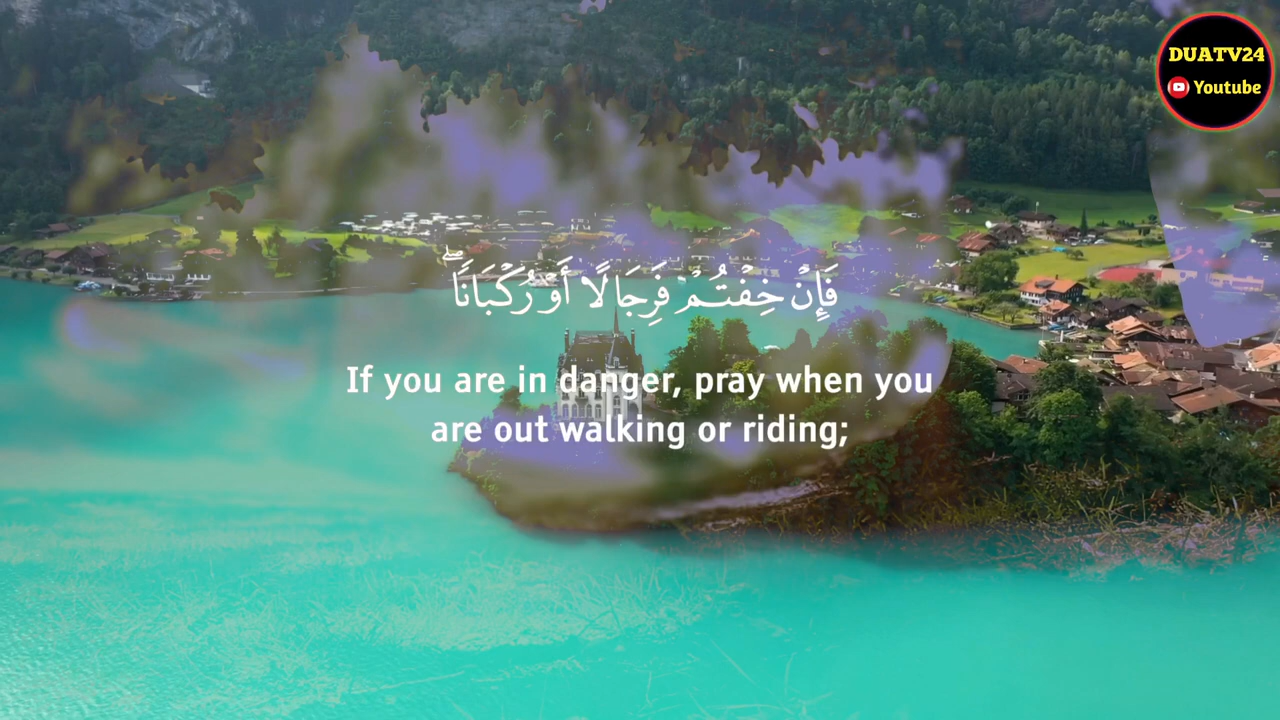 DUATV24
Youtube
فَإِنْ خِفْتُمْ فَرِجَالًا أَوْ رُكْبَانًا ۖ
If you are in danger, pray when you
are out walking or riding;